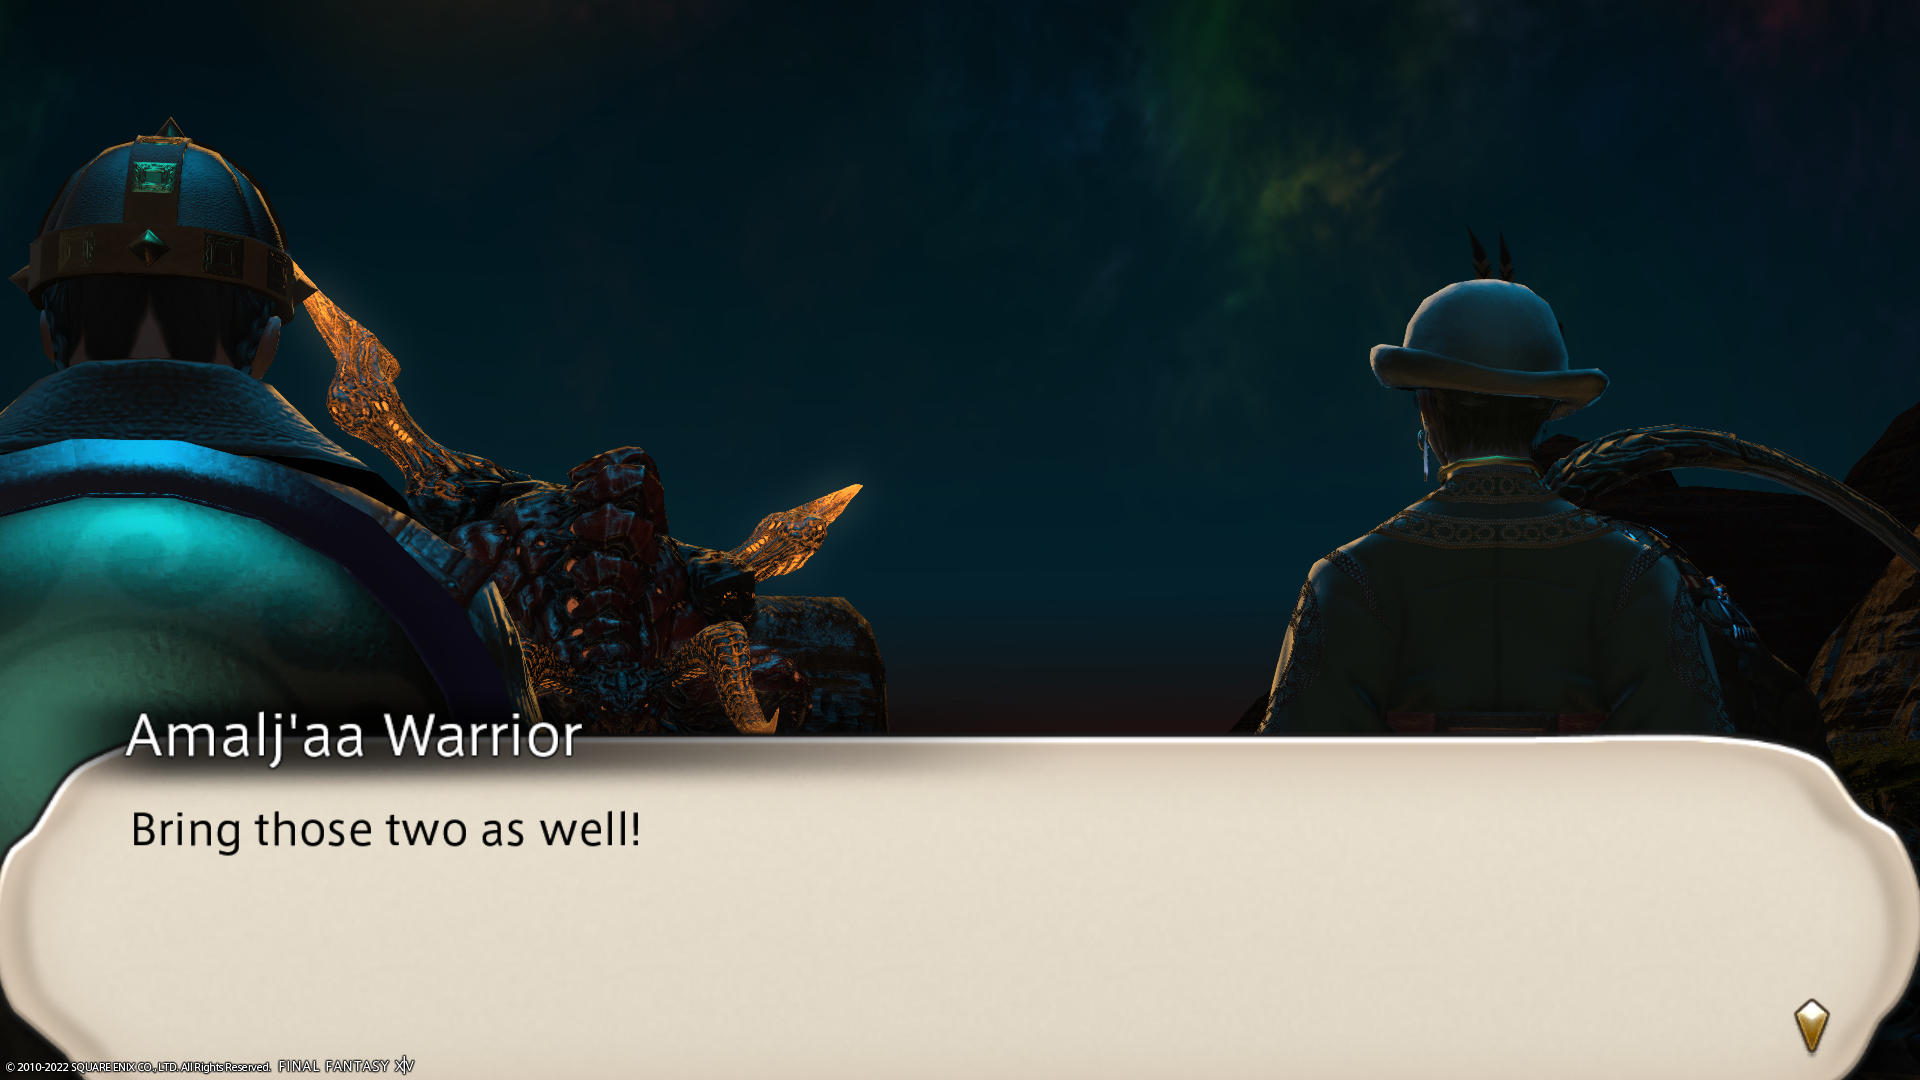 Amalj'aa Warrior
Bring those two as well!
© 2010-2022 SQUARE ENIX CO., LTD. All Rights Reserved. FINAL FANTASY XIV